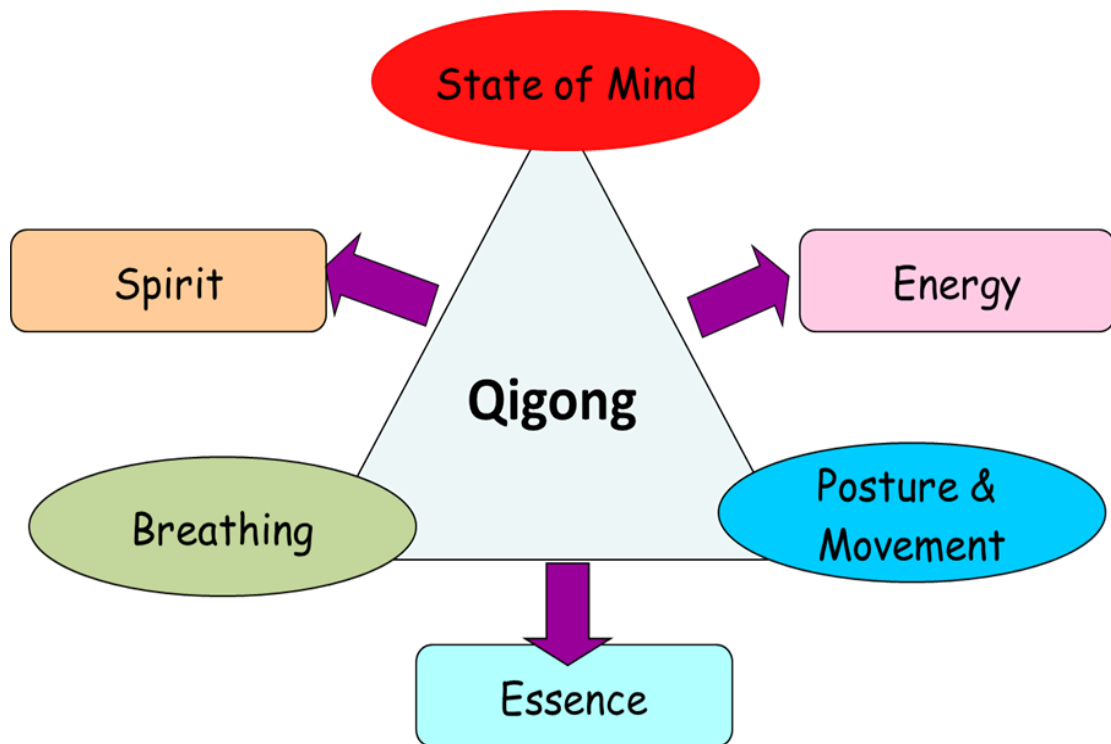 State of Mind
Spirit
Energy
Qigong
Breathing
Posture &
Movement
Essence